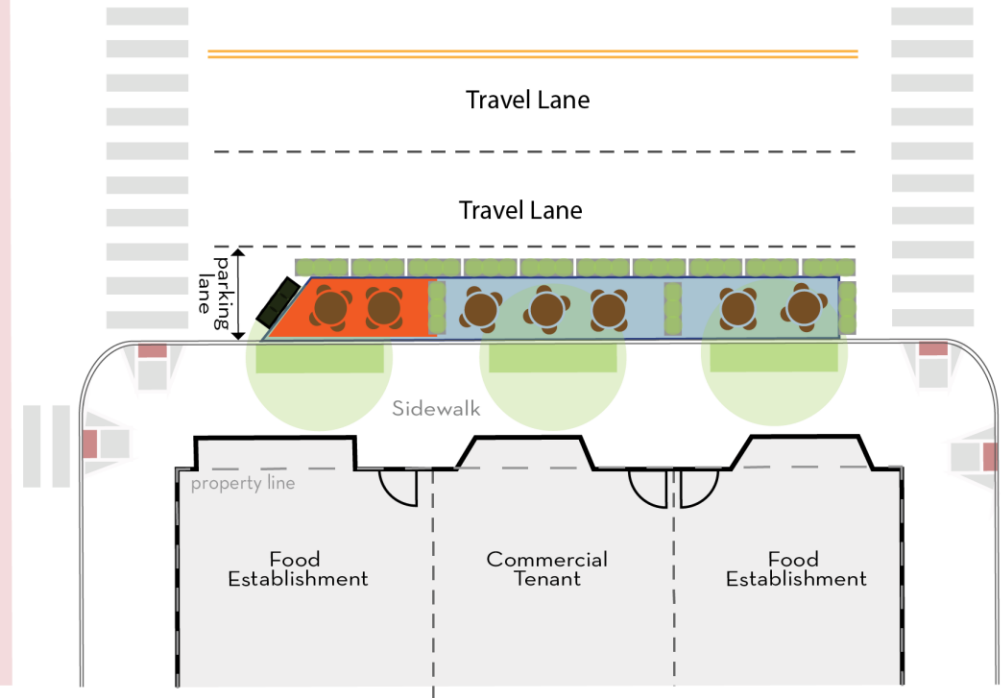 Travel Lane
Travel Lane
parking
lane
Sidewalk
property line
Food
Establishment
Commercial
Tenant
Food
Establishment